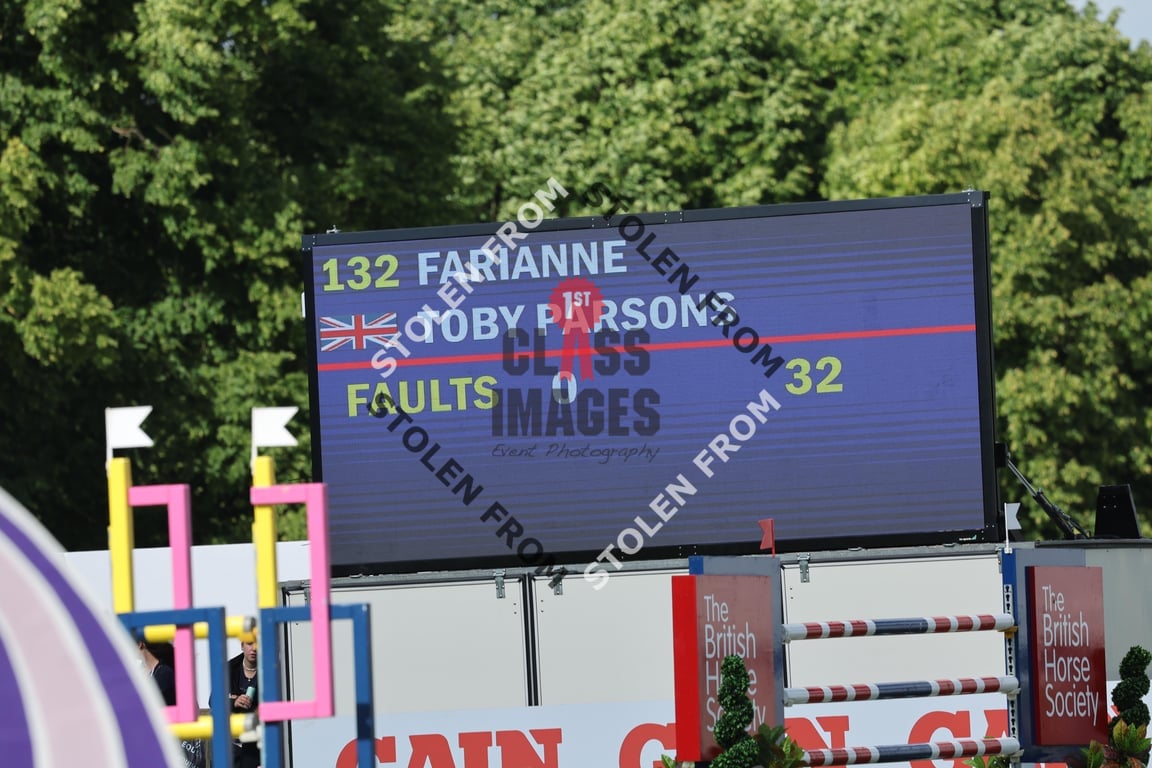 132 FARIANNE
TOBY PARSONS
FAULTS 0 32
STOLEN FROM
STOLEN FROM
STOLEN FROM
STOLEN FROM
1ST
CLASS
IMAGES
Event Photography
The
British
Horse
Society
The
British
Horse
Society
CAIN